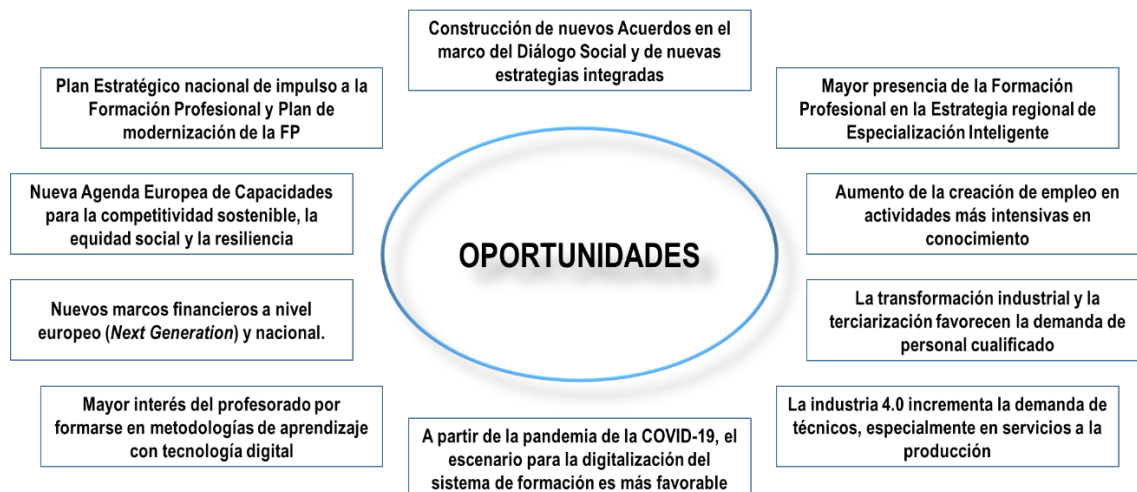 Construcción de nuevos Acuerdos en el
marco del Diálogo Social y de nuevas
estrategias integradas
Plan Estratégico nacional de impulso a la
Formación Profesional y Plan de
modernización de la FP
Mayor presencia de la Formación
Profesional en la Estrategia regional de
Especialización Inteligente
Nueva Agenda Europea de Capacidades
para la competitividad sostenible, la
equidad social y la resiliencia
Aumento de la creación de empleo en
actividades más intensivas en
conocimiento
OPORTUNIDADES
Nuevos marcos financieros a nivel
europeo (Next Generation) y nacional.
La transformación industrial y la
terciarización favorecen la demanda de
personal cualificado
Mayor interés del profesorado por
formarse en metodologías de aprendizaje
con tecnología digital
A partir de la pandemia de la COVID-19, el
escenario para la digitalización del
sistema de formación es más favorable
La industria 4.0 incrementa la demanda de
técnicos, especialmente en servicios a la
producción